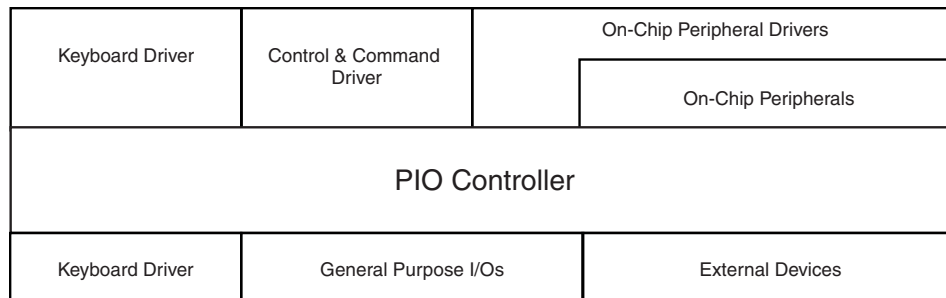 Keyboard Driver
Control & Command
Driver
On-Chip Peripheral Drivers
On-Chip Peripherals
PIO Controller
Keyboard Driver
General Purpose I/Os
External Devices